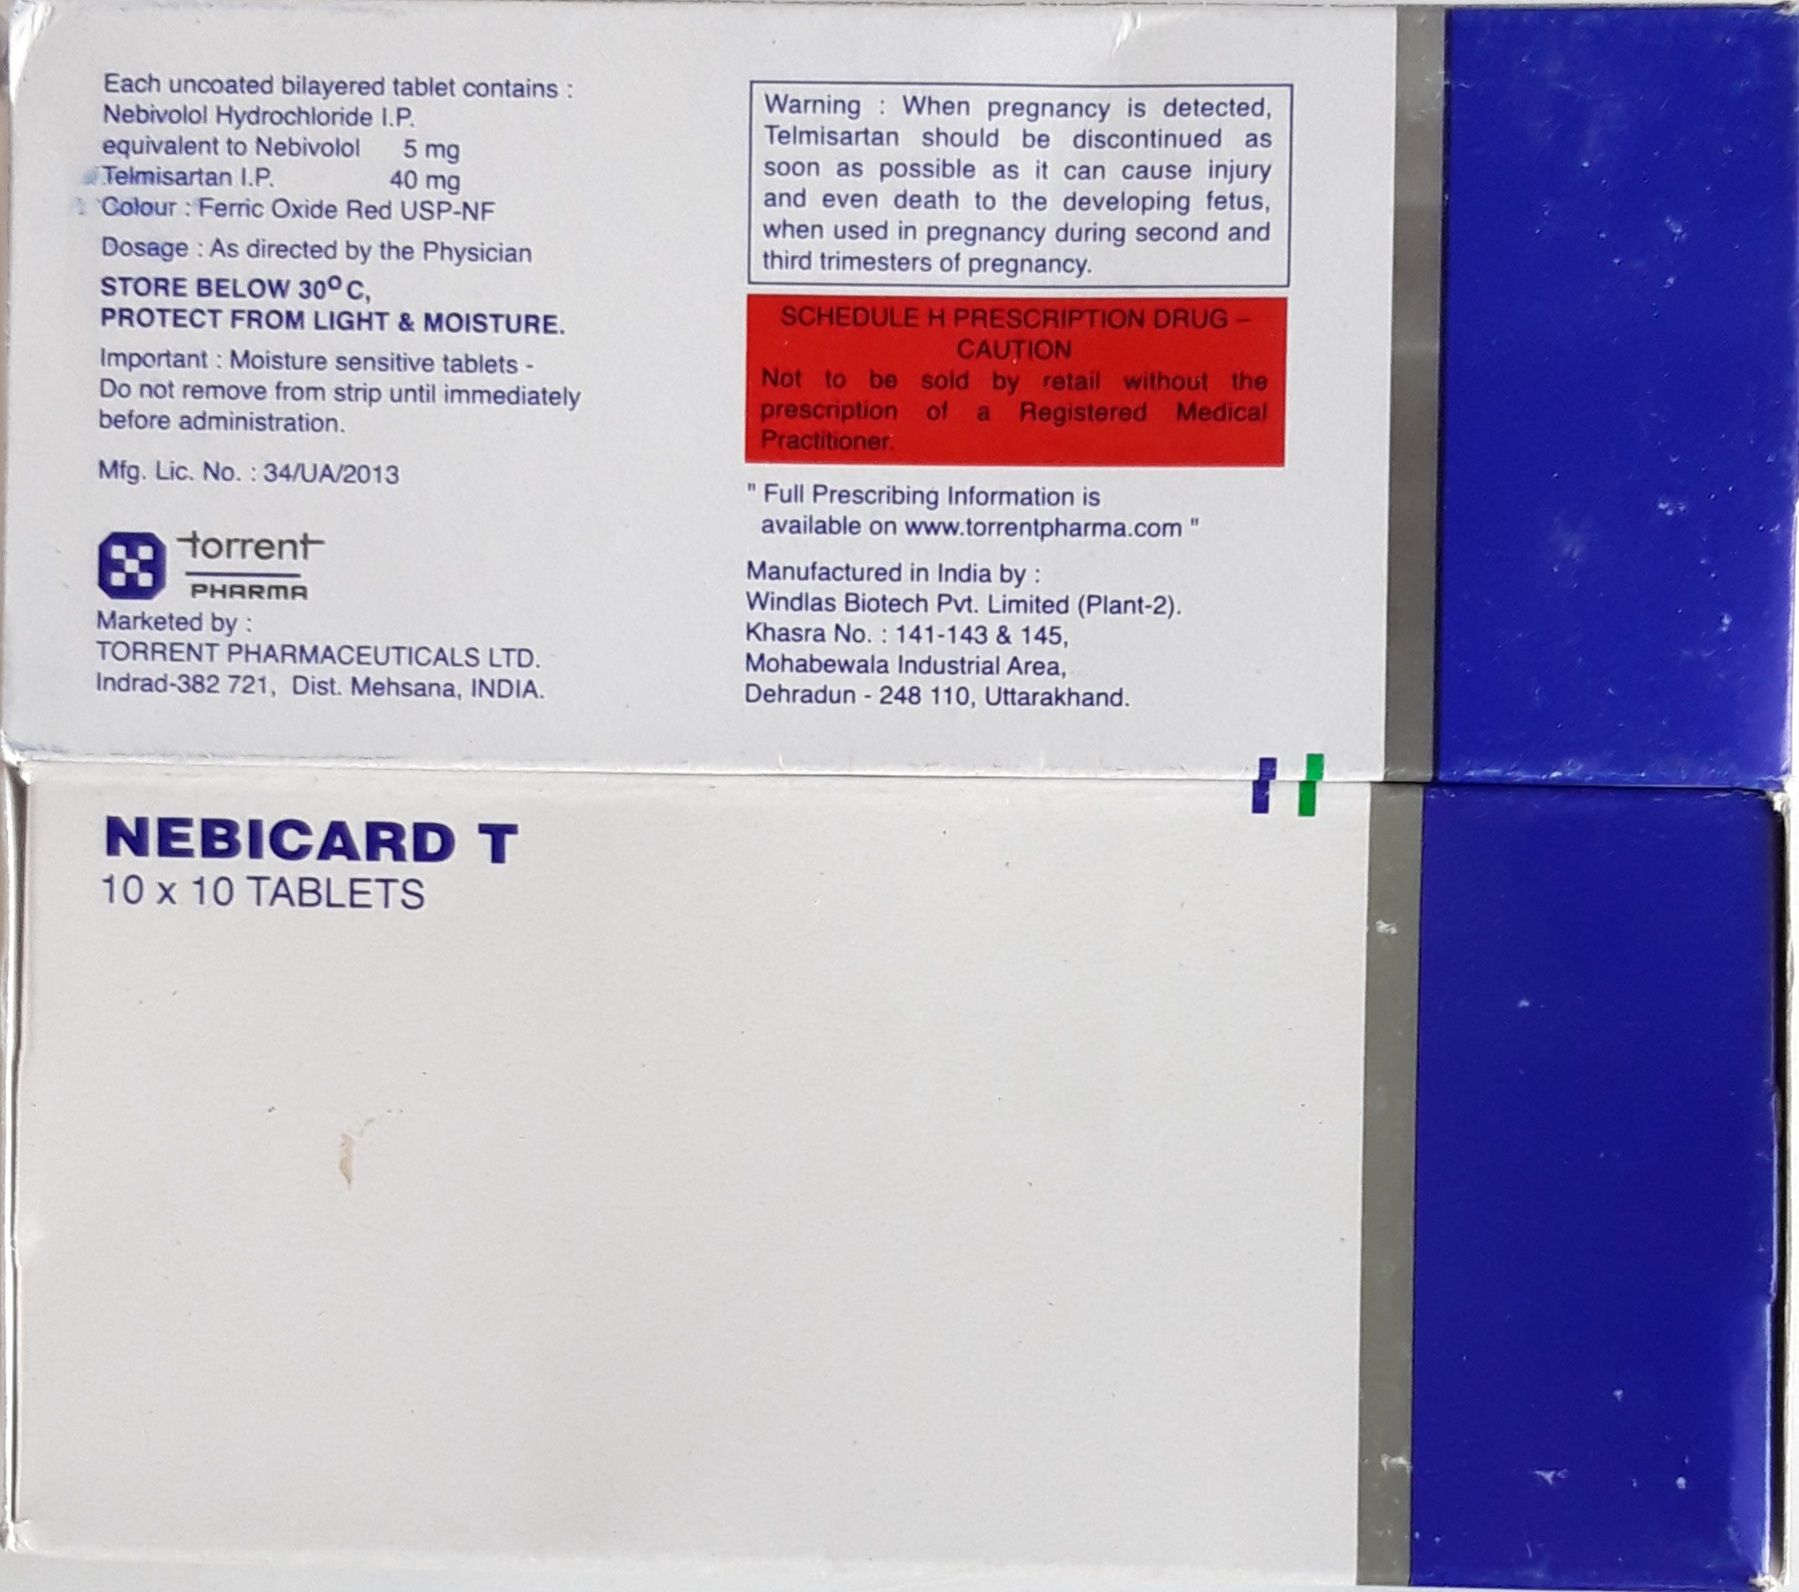 Each uncoated bilayered tablet contains :
Nebivolol Hydrochloride I.P.
equivalent to Nebivolol 5 mg
Telmisartan I.P. 40 mg
Colour : Ferric Oxide Red USP-NF
Dosage : As directed by the Physician
STORE BELOW 30°C,
PROTECT FROM LIGHT & MOISTURE.
Important : Moisture sensitive tablets -
Do not remove from strip until immediately
before administration.
Mfg. Lic. No. : 34/UA/2013
torrent
PHARMA
Marketed by :
TORRENT PHARMACEUTICALS LTD.
Indrad-382 721, Dist. Mehsana, INDIA.
Warning : When pregnancy is detected,
Telmisartan should be discontinued as
soon as possible as it can cause injury
and even death to the developing fetus,
when used in pregnancy during second and
third trimesters of pregnancy.
SCHEDULE H PRESCRIPTION DRUG –
CAUTION
Not to be sold by retail without the
prescription of a Registered Medical
Practitioner.
" Full Prescribing Information is
available on www.torrentpharma.com "
Manufactured in India by :
Windlas Biotech Pvt. Limited (Plant-2).
Khasra No. : 141-143 & 145,
Mohabewala Industrial Area,
Dehradun - 248 110, Uttarakhand.
NEBICARD T
10 x 10 TABLETS